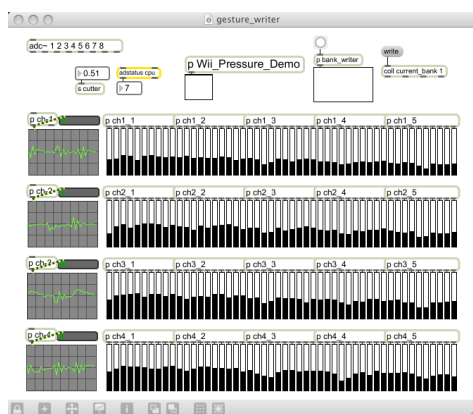 gesture_writer
adc~ 1 2 3 4 5 6 7 8
write
0.51
adstatus cpu
p Wii_Pressure_Demo
p bank_writer
s cutter
7
coll current_bank 1
p ch1_1 p ch1_2 p ch1_3 p ch1_4 p ch1_5
p ch2_1 p ch2_2 p ch2_3 p ch2_4 p ch2_5
p ch3_1 p ch3_2 p ch3_3 p ch3_4 p ch3_5
p ch4_1 p ch4_2 p ch4_3 p ch4_4 p ch4_5